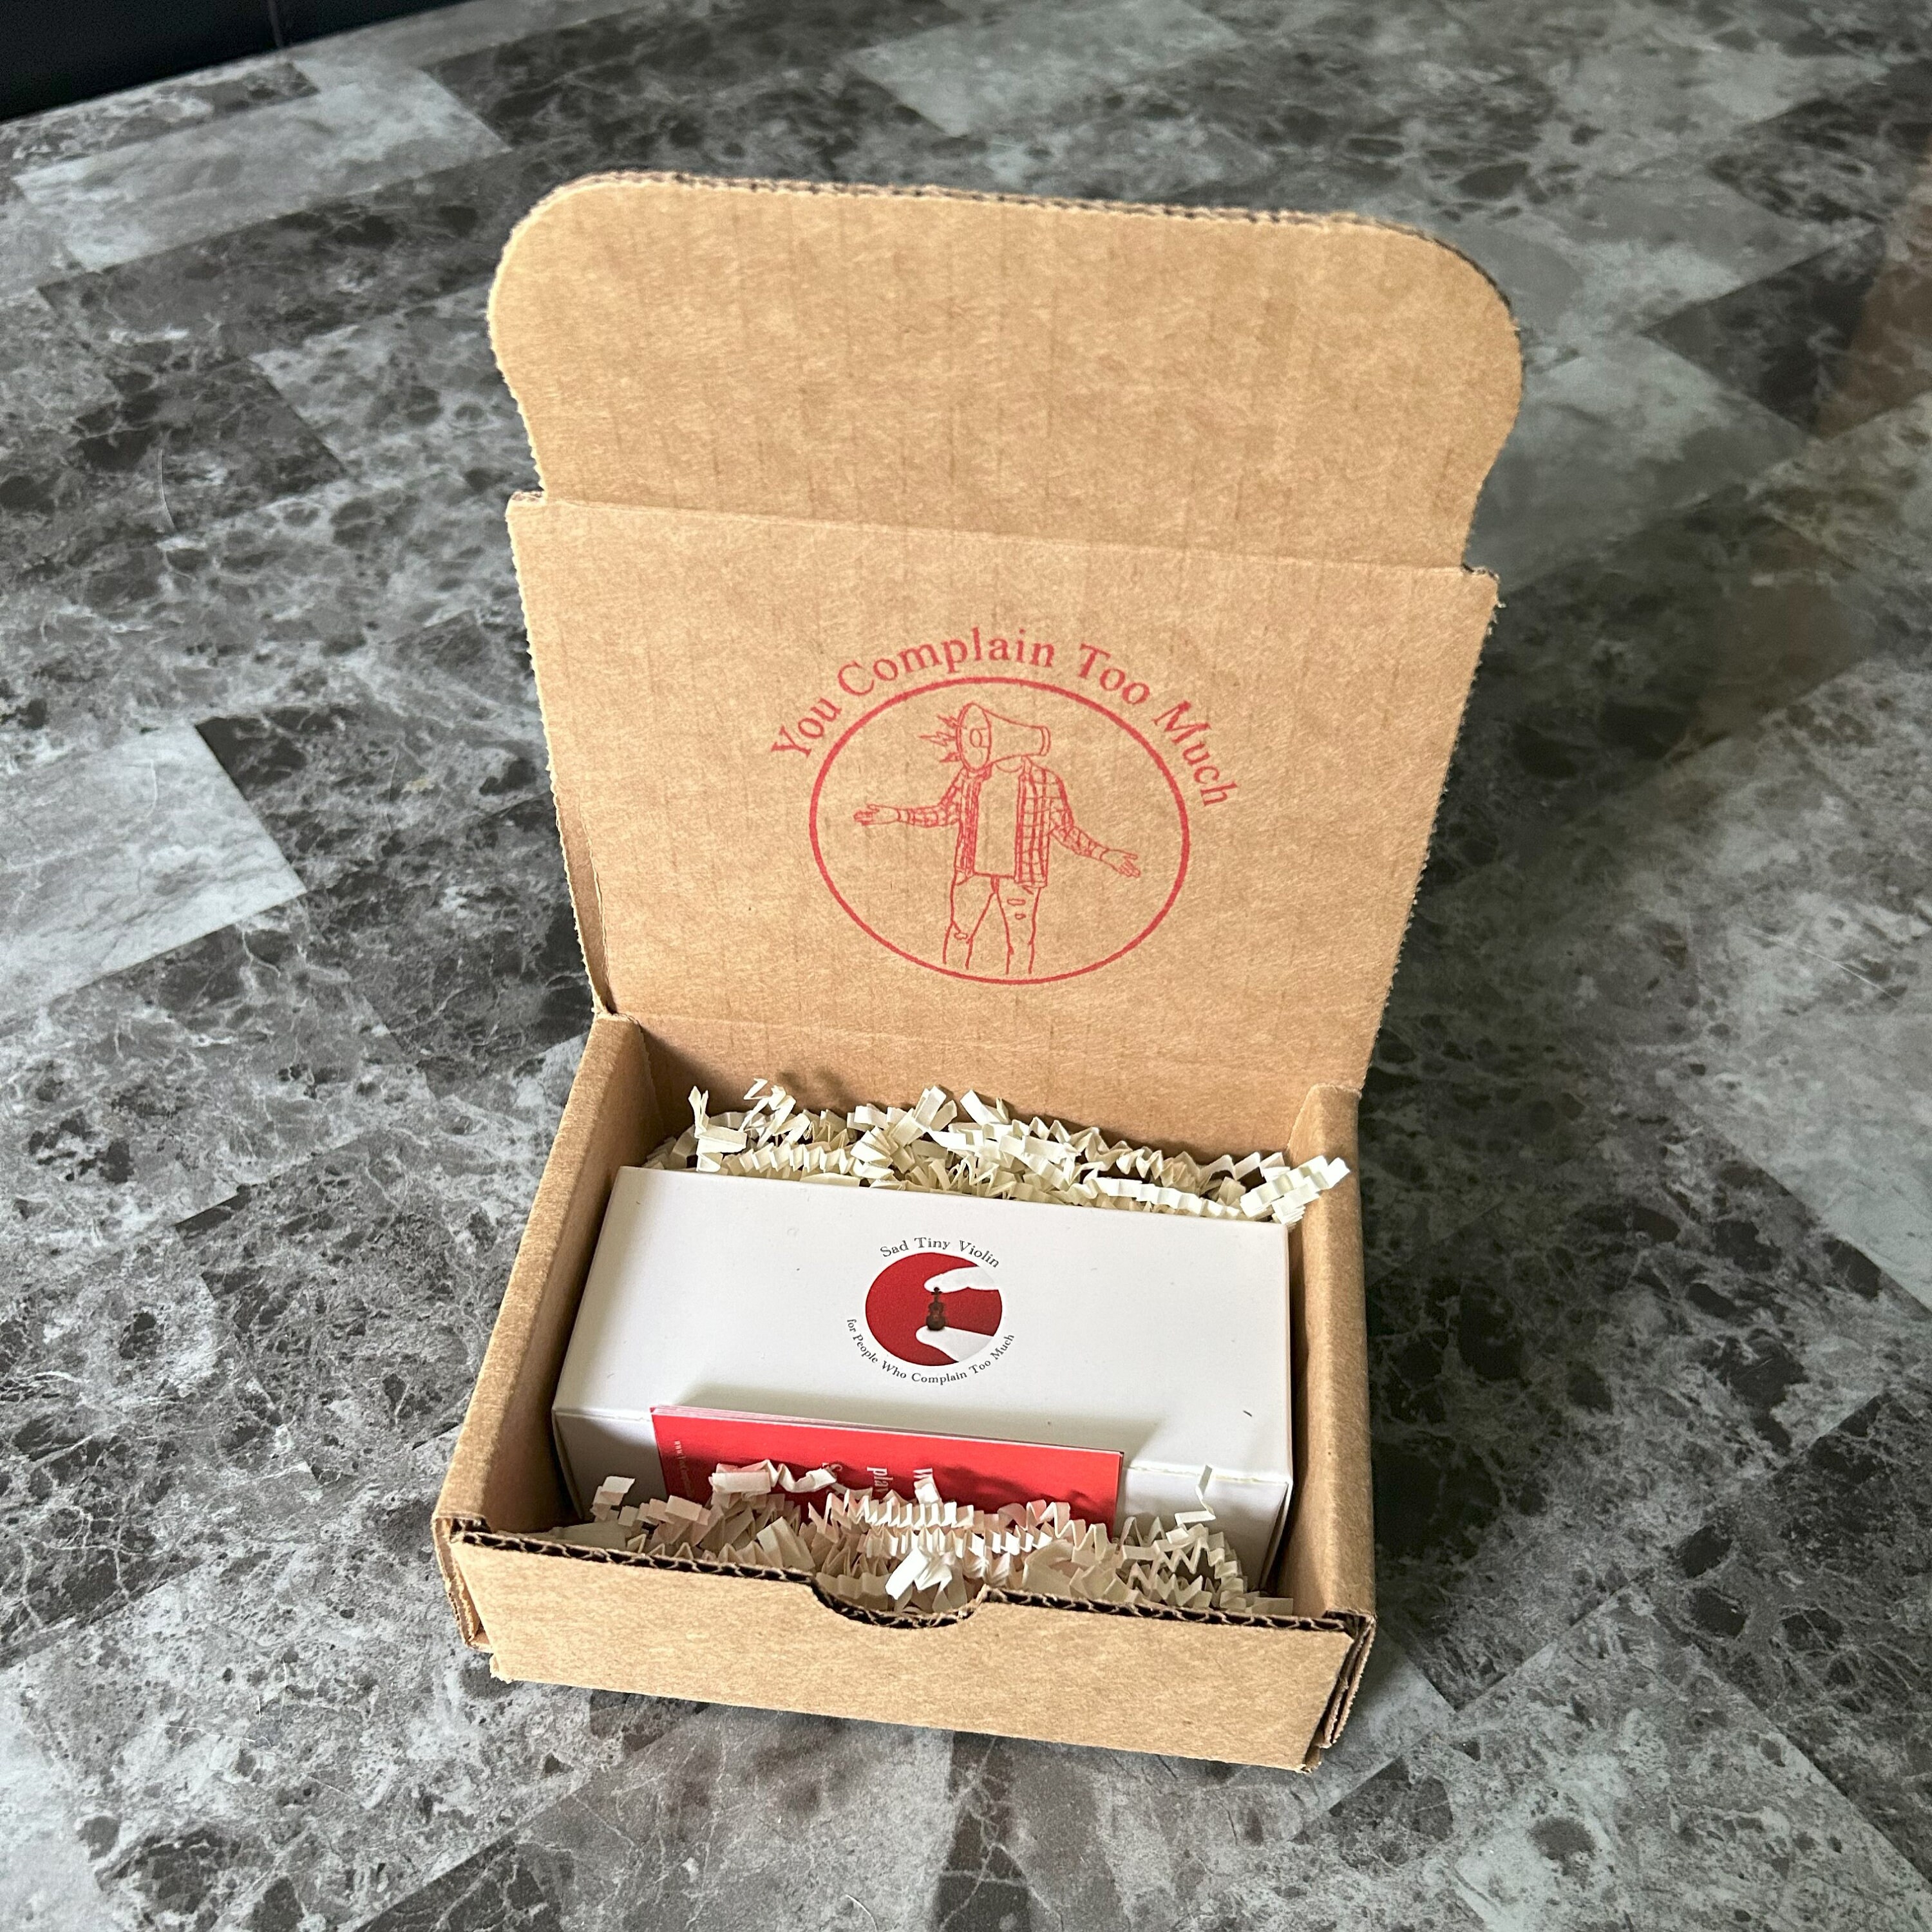 You Complain Too Much
Sad Tiny Violin
for People Who Complain Too Much